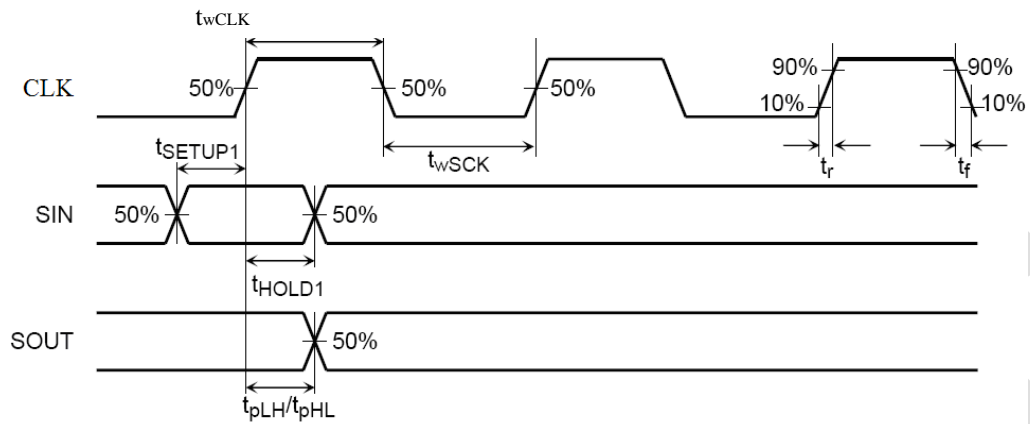 twCLK
CLK
50%
50%
50%
90%
90%
10%
10%
tSETUP1
twSCK
tr
tf
SIN
50%
50%
tHOLD1
SOUT
50%
tpLH/tpHL